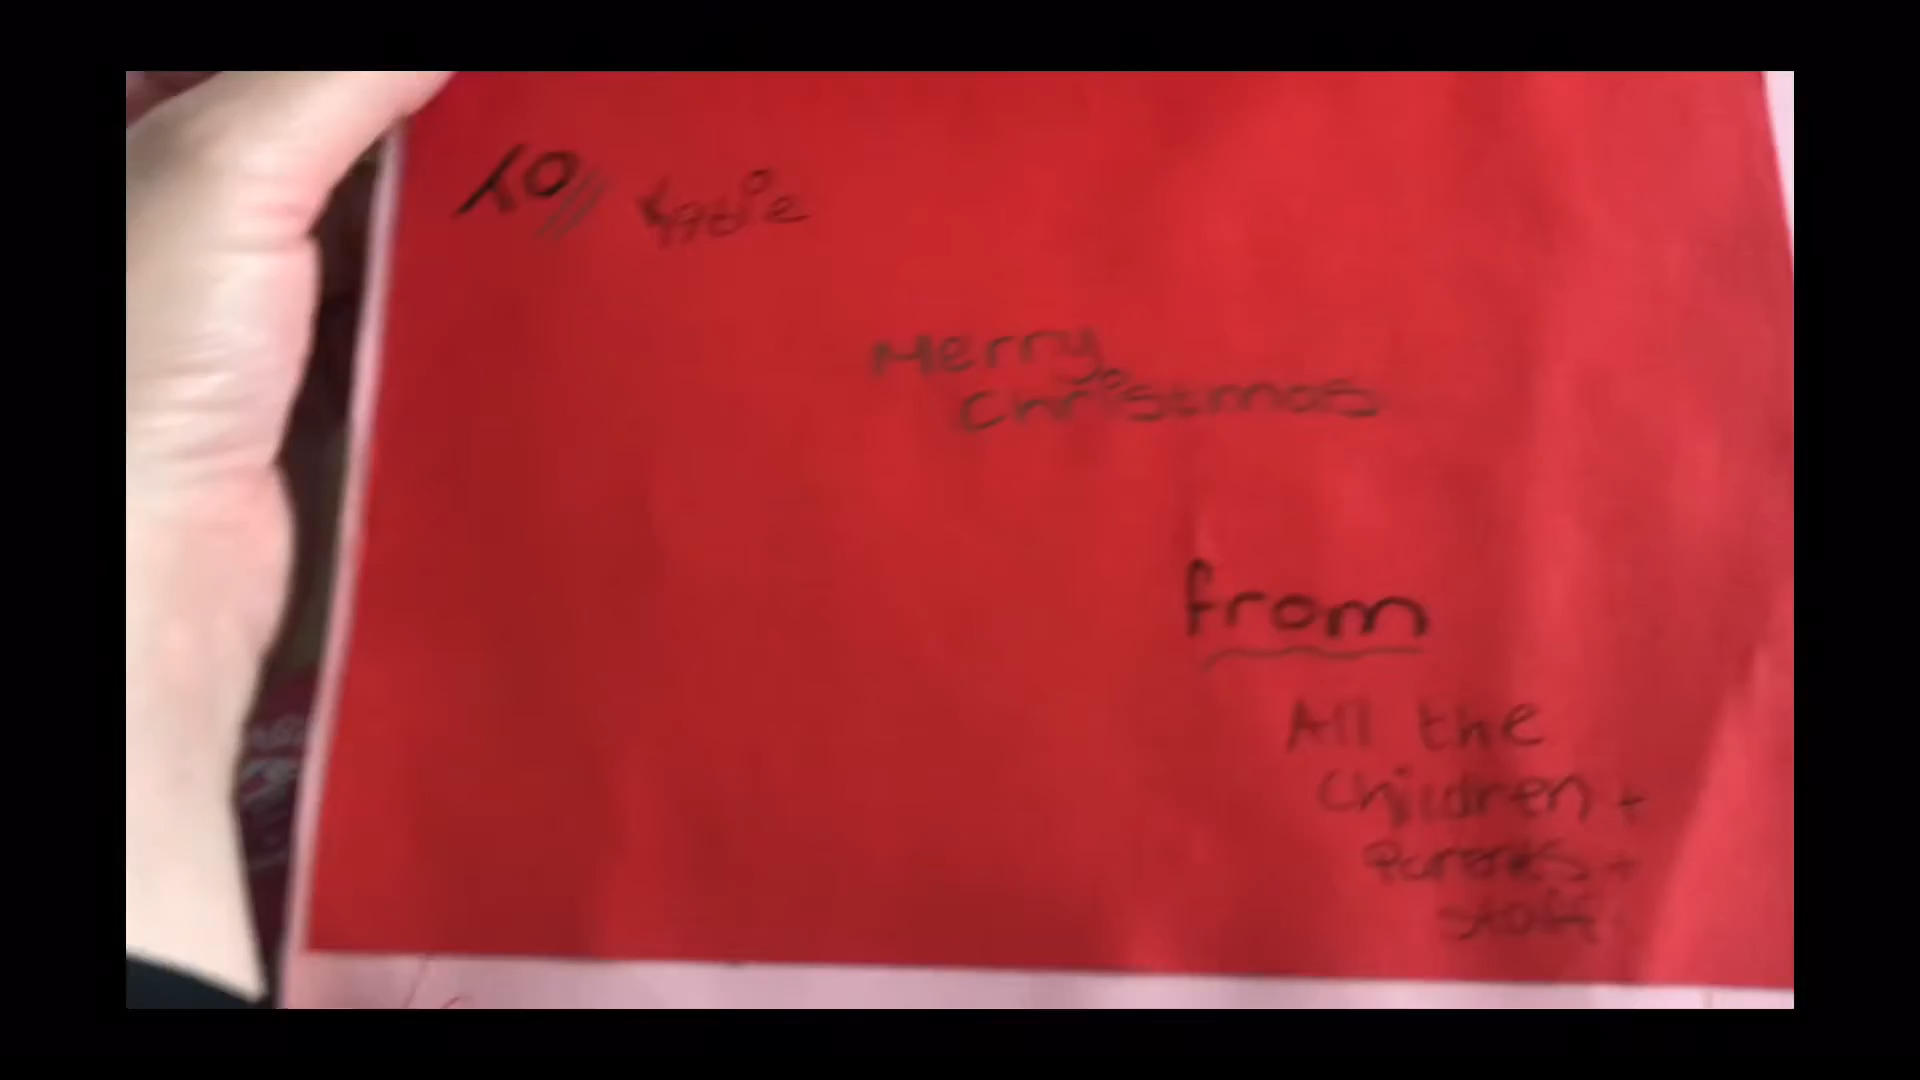 To
Merry
Christmas
from
All the
Children +
Parents +
Staff